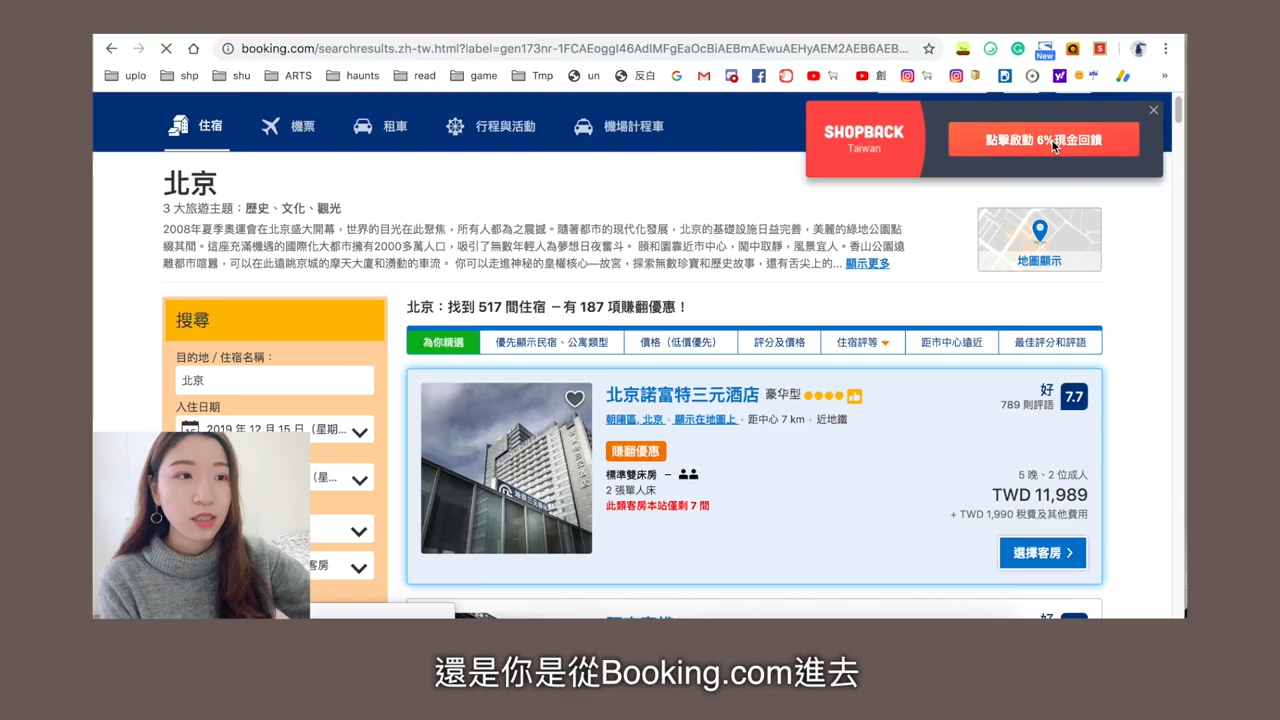 booking.com/searchresults.zh-tw.html?label=gen173nr-1FCAEoggI46AdIMFgEaOcBiAEBmAEwuAEHyAEM2AEB6AEB...
New
uplo shp shu ARTS haunts read game Tmp un 反白 創 »
住宿 機票 租車 行程與活動 機場計程車
SHOPBACK
Taiwan
點擊啟動 6%現金回饋
北京
3 大旅遊主題：歷史、文化、觀光
2008年夏季奧運會在北京盛大開幕，世界的目光在此聚焦，所有人都為之震撼。隨著都市的現代化發展，北京的基礎設施日益完善，美麗的綠地公園點
綴其間。這座充滿機遇的國際化大都市擁有2000多萬人口，吸引了無數年輕人為夢想日夜奮斗。 頤和園靠近市中心，鬧中取靜，風景宜人。香山公園遠
離都市喧囂，可以在此遠眺京城的摩天大廈和湧動的車流。 你可以走進神秘的皇權核心—故宮，探索無數珍寶和歷史故事，還有舌尖上的... 顯示更多
地圖顯示
搜尋
目的地 / 住宿名稱：
北京
入住日期
2019 年 12 月 15 日（星期...
（星...
客房
北京：找到 517 間住宿 － 有 187 項賺翻優惠！
為你精選 優先顯示民宿、公寓類型 價格（低價優先） 評分及價格 住宿評等 距市中心遠近 最佳評分和評語
北京諾富特三元酒店 豪华型
朝陽區, 北京 · 顯示在地圖上 · 距中心 7 km · 近地鐵
好 7.7
789 則評語
賺翻優惠
標準雙床房 –
2 張單人床
此類客房本站僅剩 7 間
5 晚、2 位成人
TWD 11,989
+ TWD 1,990 稅費及其他費用
選擇客房
還是你是從Booking.com進去